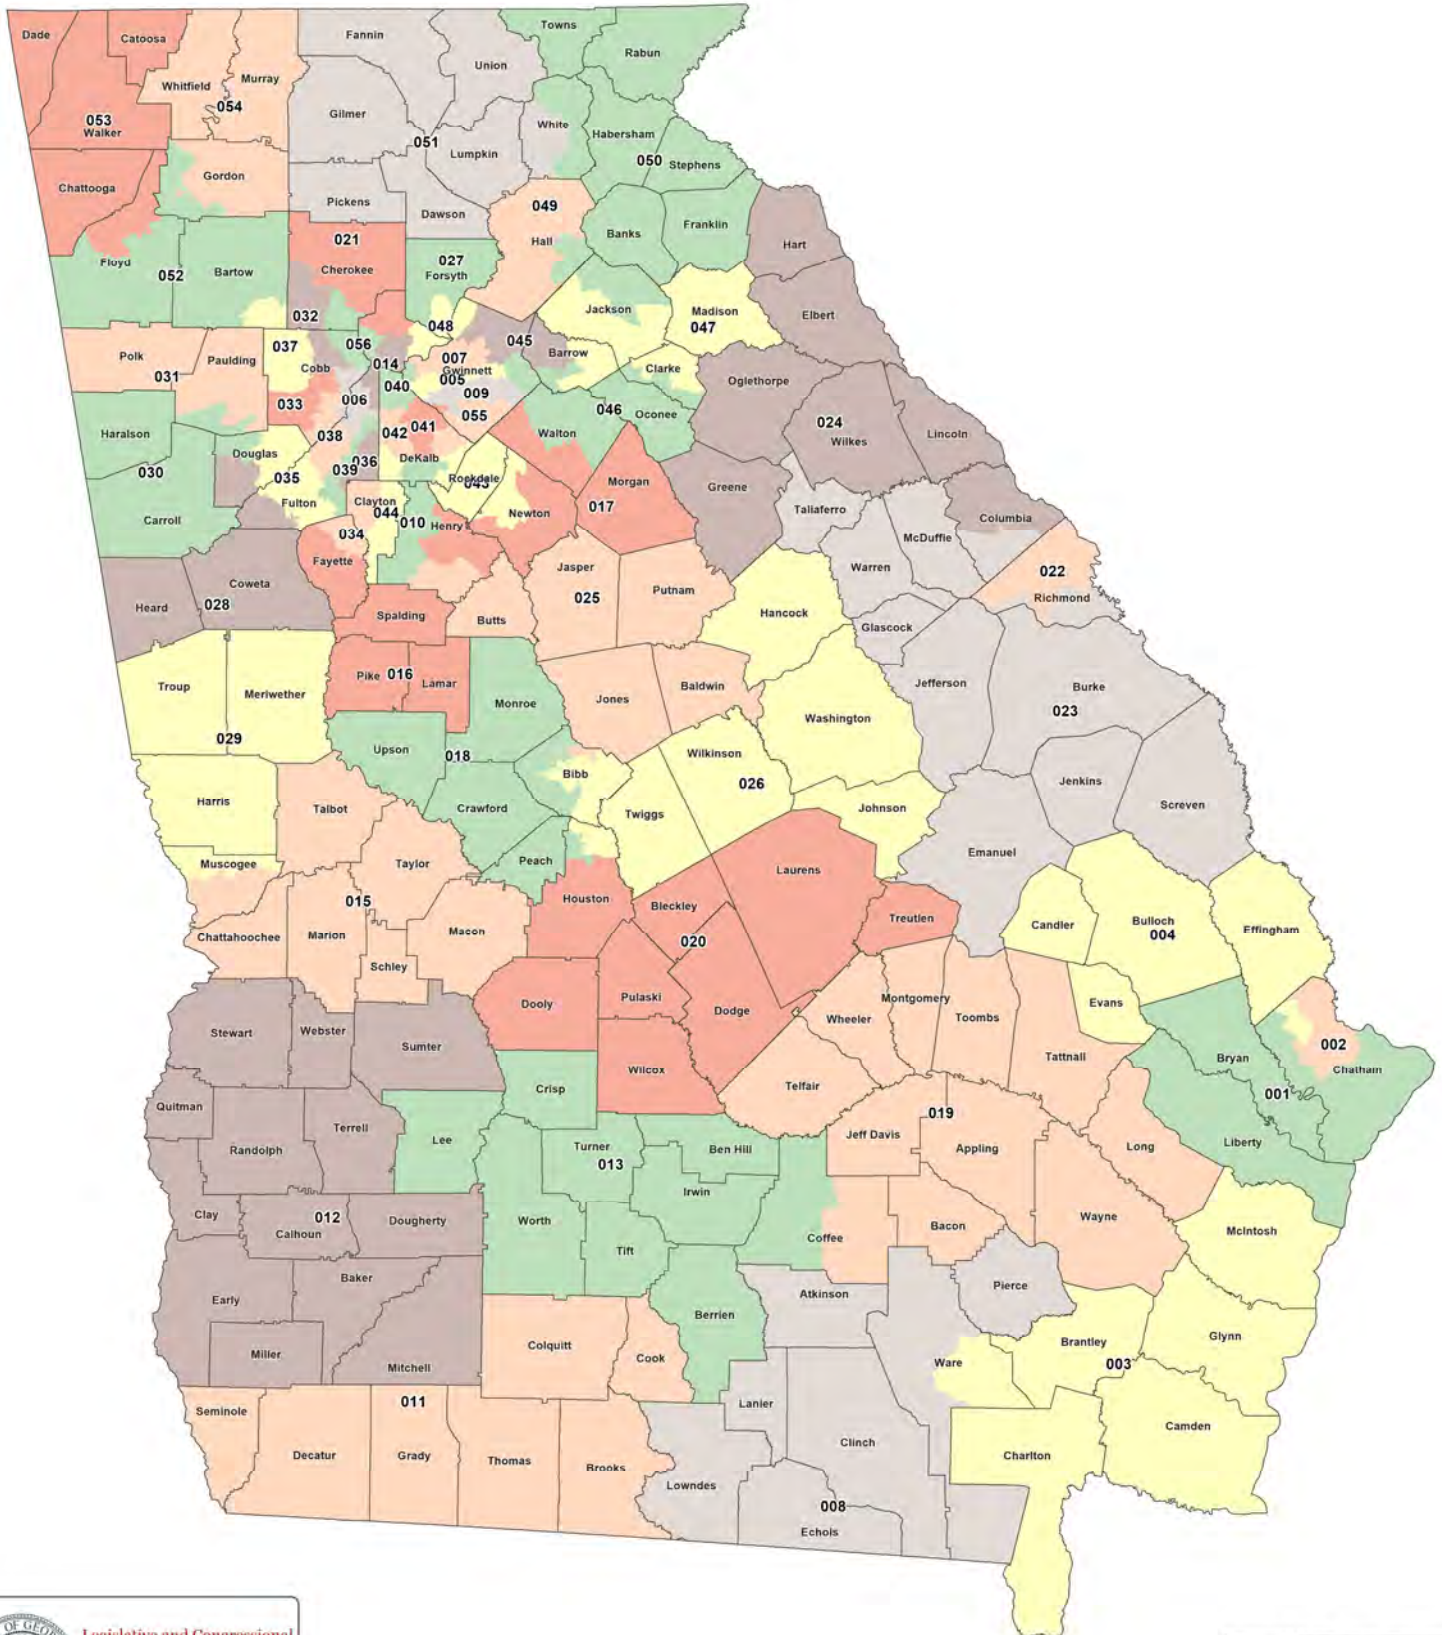 Dade
Catoosa
Fannin
Towns
Rabun
Union
Whitfield
Murray
054
053
Walker
Gilmer
White
Habersham
051
Lumpkin
050
Stephens
Chattooga
Gordon
Pickens
Dawson
049
Hall
Banks
Franklin
Hart
021
Cherokee
027
Forsyth
Floyd
052
Bartow
032
048
Jackson
Madison
047
Elbert
Polk
031
Paulding
037
Cobb
056
014
007
Gwinnett
005
045
Barrow
Clarke
040
009
006
033
055
Oglethorpe
Haralson
030
038
042
041
Walton
046
Oconee
024
Wilkes
Lincoln
Douglas
035
039
036
DeKalb
Rockdale
043
Morgan
017
Greene
Carroll
Fulton
Clayton
044
010
Henry
Newton
Taliaferro
Columbia
034
Fayette
McDuffie
Warren
022
Richmond
Heard
028
Coweta
Spalding
Butts
Jasper
025
Putnam
Hancock
Glascock
Troup
Meriwether
Pike
016
Lamar
Monroe
Jones
Baldwin
Washington
Jefferson
Burke
023
029
Upson
018
Bibb
Wilkinson
026
Jenkins
Screven
Harris
Talbot
Crawford
Twiggs
Johnson
Muscogee
Taylor
Peach
Laurens
Emanuel
Houston
Bleckley
Treutlen
Candler
Bulloch
004
Effingham
015
Chattahoochee
Marion
Macon
020
Schley
Dooly
Pulaski
Dodge
Wheeler
Montgomery
Toombs
Evans
Stewart
Webster
Sumter
Tattnall
002
Chatham
Bryan
001
Wilcox
Telfair
Crisp
Quitman
Randolph
Terrell
Lee
Turner
013
Ben Hill
Jeff Davis
019
Appling
Long
Liberty
Irwin
Clay
012
Calhoun
Dougherty
Worth
Tift
Coffee
Bacon
Wayne
McIntosh
Early
Baker
Berrien
Atkinson
Pierce
Miller
Mitchell
Colquitt
Cook
Ware
Brantley
003
Glynn
Seminole
011
Lanier
Clinch
Charlton
Camden
Decatur
Grady
Thomas
Brooks
Lowndes
008
Echols
OF GEO
Legislative and Congressional